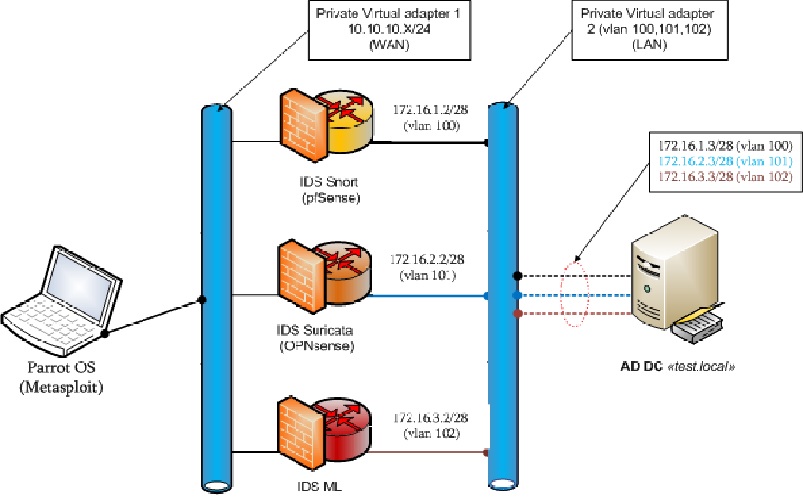 Private Virtual adapter 1
10.10.10.X/24
(WAN)
Private Virtual adapter
2 (vlan 100,101,102)
(LAN)
172.16.1.2/28
(vlan 100)
IDS Snort
(pfSense)
172.16.1.3/28 (vlan 100)
172.16.2.3/28 (vlan 101)
172.16.3.3/28 (vlan 102)
172.16.2.2/28
(vlan 101)
IDS Suricata
(OPNsense)
Parrot OS
(Metasploit)
AD DC «test.local»
172.16.3.2/28
(vlan 102)
IDS ML